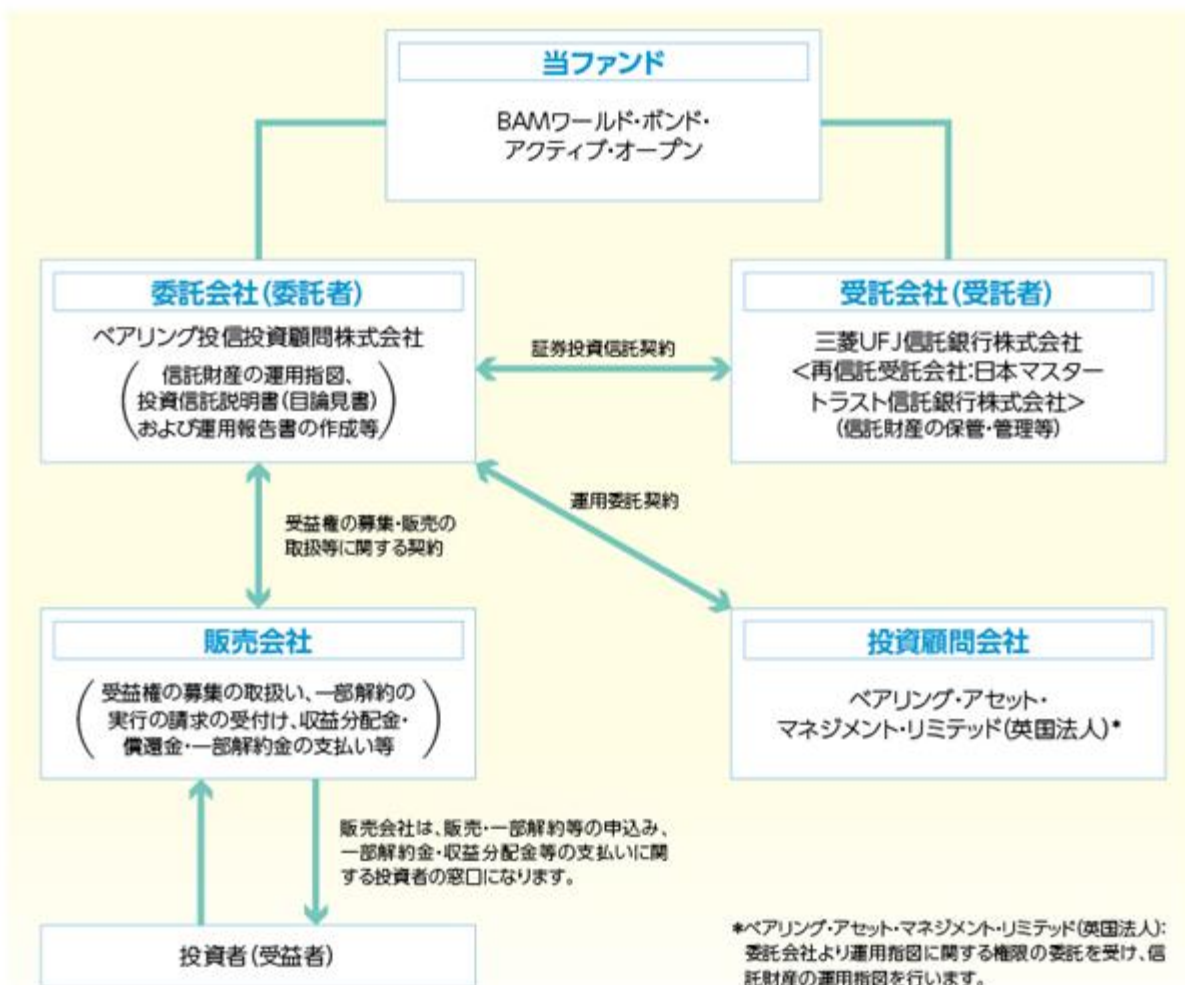 当ファンド
BAMワールド・ボンド・
アクティブ・オープン
委託会社(委託者)
ベアリング投信投資顧問株式会社
信託財産の運用指図、
投資信託説明書(目論見書)
および運用報告書の作成等
証券投資信託契約
受託会社(受託者)
三菱UFJ信託銀行株式会社
<再信託受託会社:日本マスター
トラスト信託銀行株式会社>
(信託財産の保管・管理等)
運用委託契約
受益権の募集・販売の
取扱等に関する契約
販売会社
受益権の募集の取扱い、一部解約の
実行の請求の受付け、収益分配金・
償還金・一部解約金の支払い等
投資顧問会社
ベアリング・アセット・
マネジメント・リミテッド(英国法人)*
販売会社は、販売・一部解約等の申込み、
一部解約金・収益分配金等の支払いに関
する投資者の窓口になります。
投資者(受益者)
*ベアリング・アセット・マネジメント・リミテッド(英国法人):
委託会社より運用指図に関する権限の委託を受け、信
託財産の運用指図を行います。